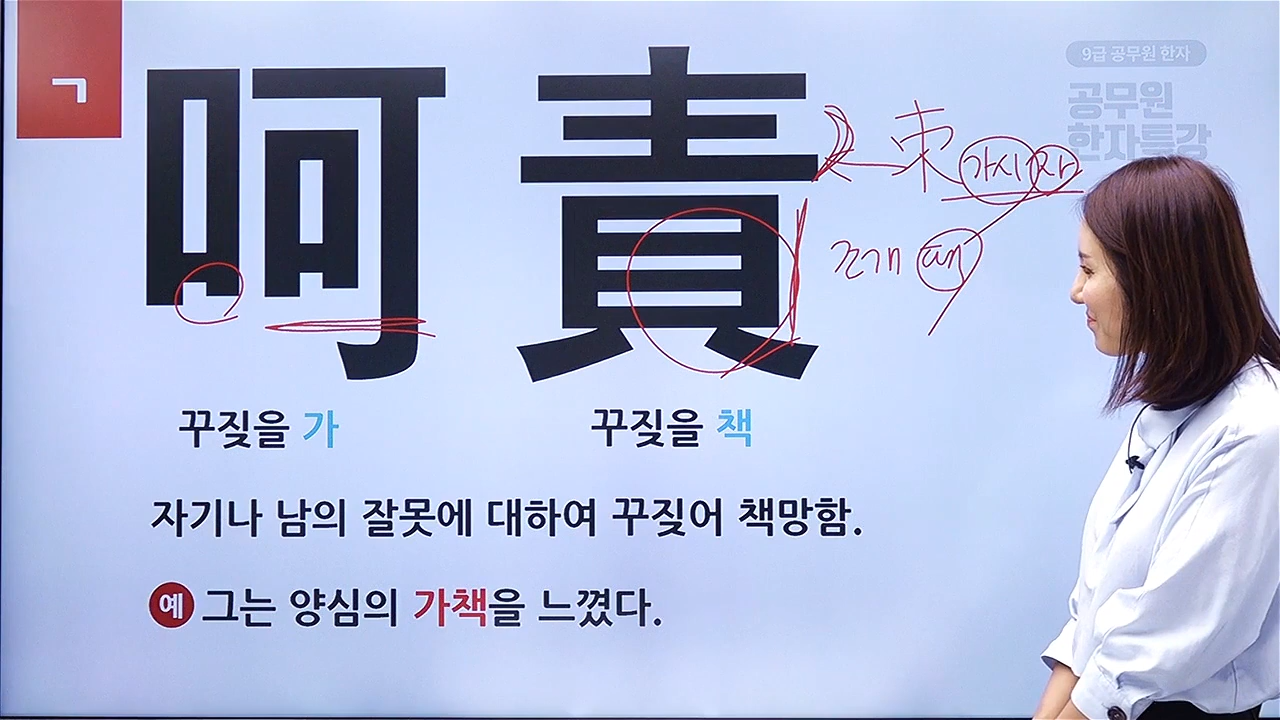 ㄱ
9급 공무원 한자
공무원
한자특강
呵責
朿 가시 자
조개 패
꾸짖을 가
꾸짖을 책
자기나 남의 잘못에 대하여 꾸짖어 책망함.
예 그는 양심의 가책을 느꼈다.